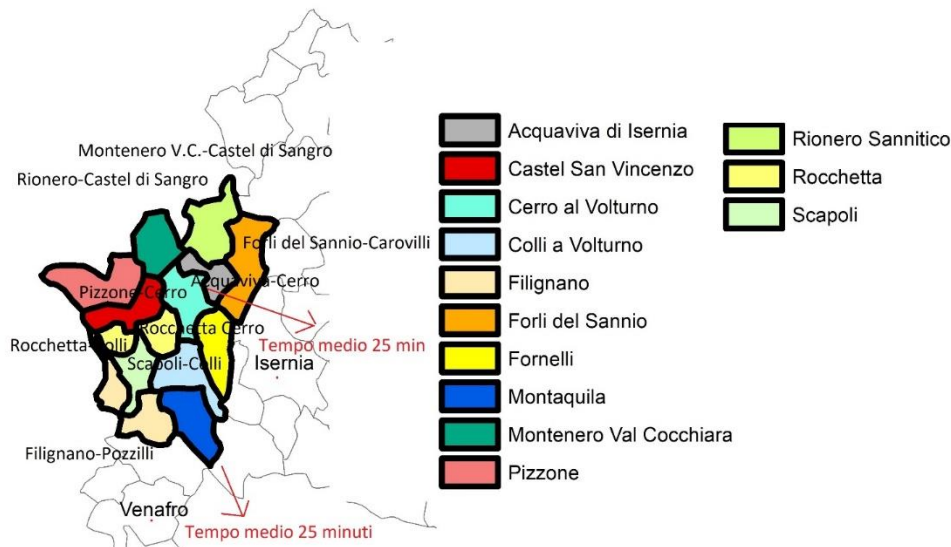 Montenero V.C.-Castel di Sangro
Rionero-Castel di Sangro
Forli del Sannio-Carovilli
Acquaviva-Cerro
Pizzone-Cerro
Rocchetta Cerro
Rocchetta-Colli
Tempo medio 25 min
Scapoli-Colli
Isernia
Filignano-Pozzilli
Venafro
Tempo medio 25 minuti
Acquaviva di Isernia
Castel San Vincenzo
Cerro al Volturno
Colli a Volturno
Filignano
Forli del Sannio
Fornelli
Montaquila
Montenero Val Cocchiara
Pizzone
Rionero Sannitico
Rocchetta
Scapoli